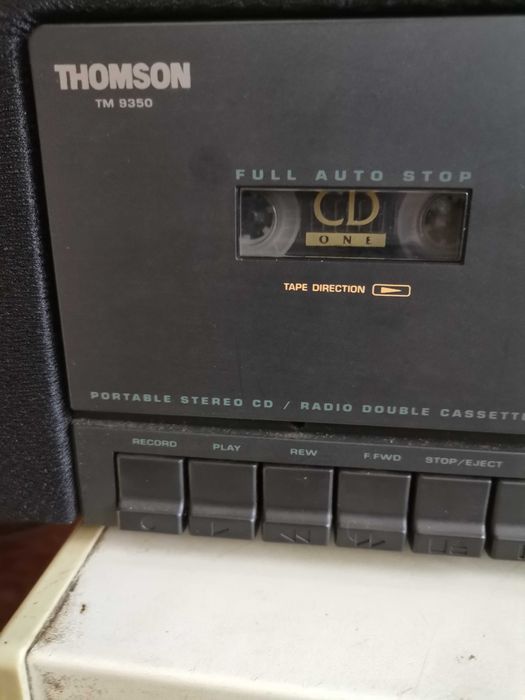 THOMSON
TM 9350
FULL AUTO STOP
CD
ONE
TAPE DIRECTION
PORTABLE STEREO CD / RADIO DOUBLE CASSETTE
RECORD PLAY REW F.FWD STOP/EJECT